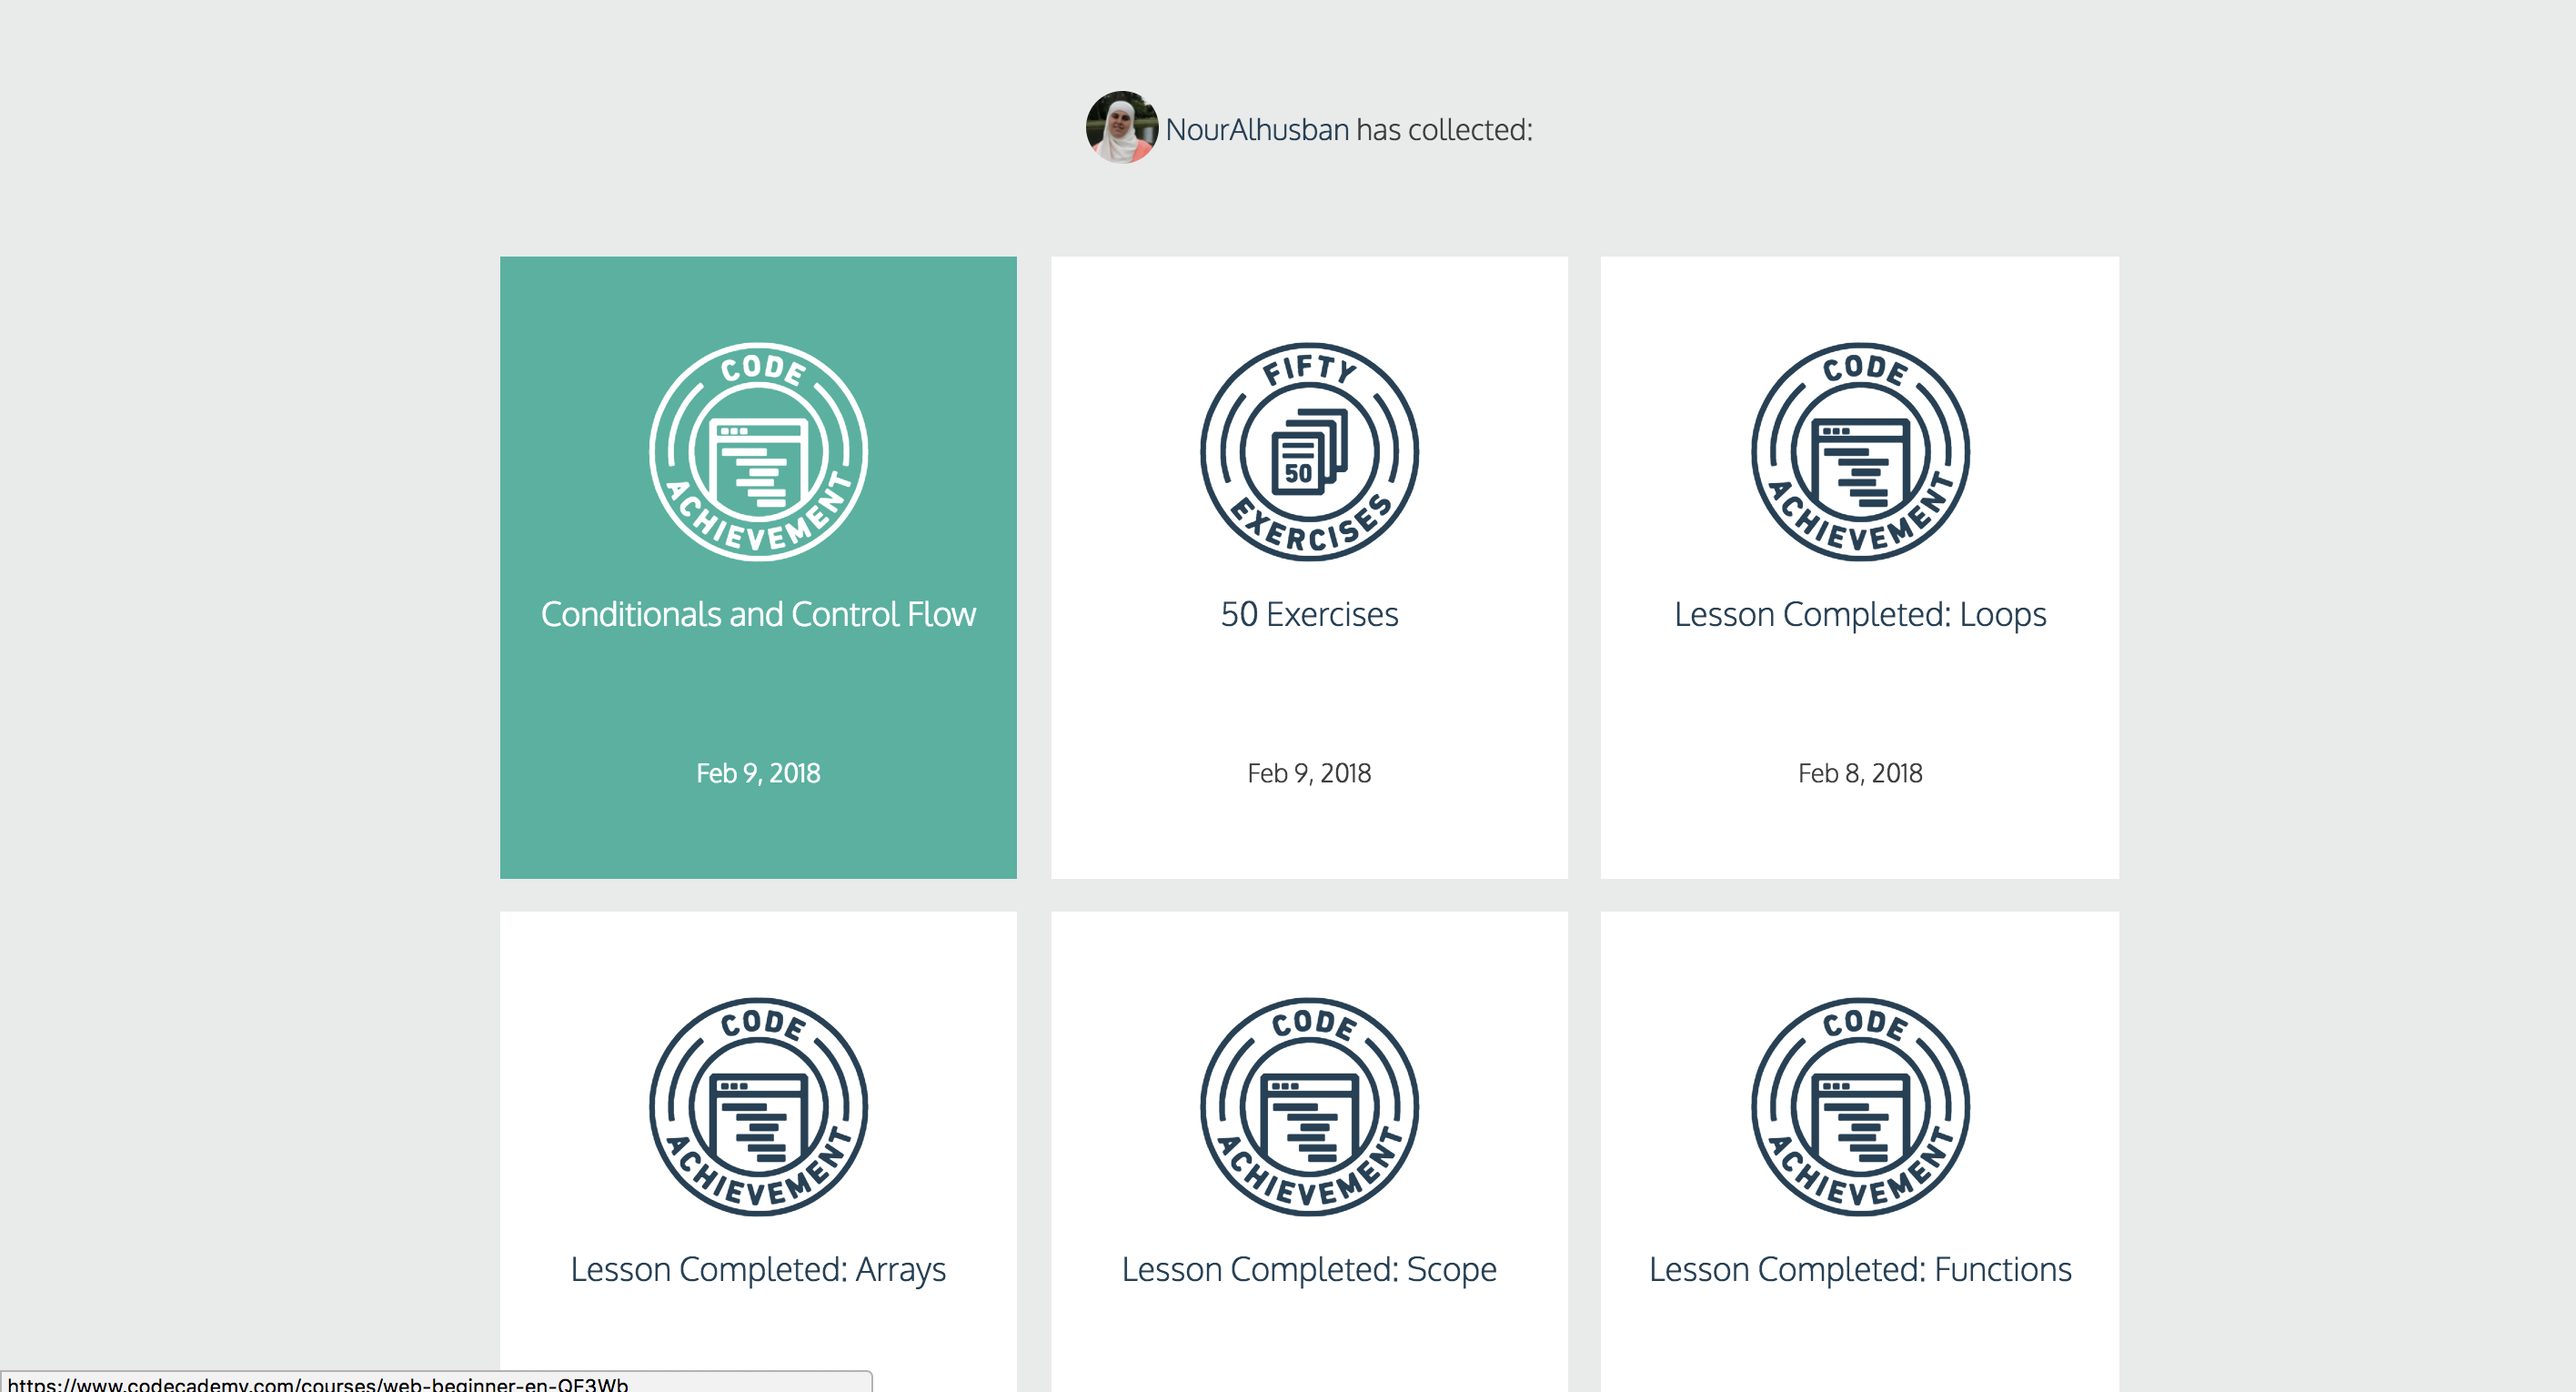 NourAlhusban has collected:
CODE
ACHIEVEMENT
Conditionals and Control Flow
Feb 9, 2018
FIFTY
50
EXERCISES
50 Exercises
Feb 9, 2018
CODE
ACHIEVEMENT
Lesson Completed: Loops
Feb 8, 2018
CODE
ACHIEVEMENT
Lesson Completed: Arrays
CODE
ACHIEVEMENT
Lesson Completed: Scope
CODE
ACHIEVEMENT
Lesson Completed: Functions
https://www.codecademy.com/courses/web-beginner-en-QF3Wb